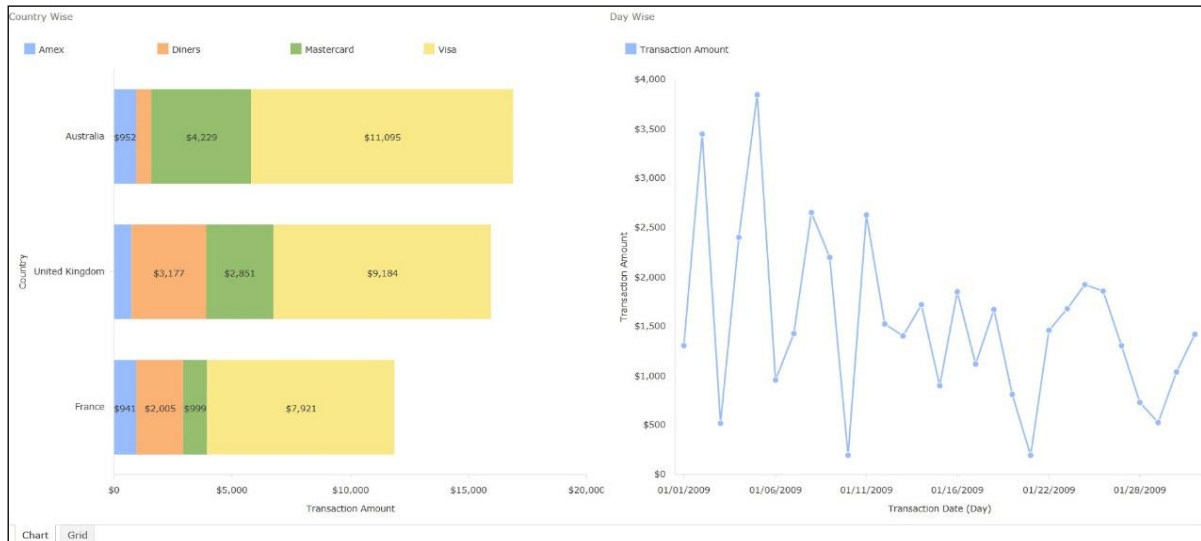 Country Wise
Amex Diners Mastercard Visa
Australia $952 $4,229 $11,095
United Kingdom $3,177 $2,851 $9,184
France $941 $2,005 $999 $7,921
Country
$0 $5,000 $10,000 $15,000 $20,000
Transaction Amount
Day Wise
Transaction Amount
$4,000
$3,500
$3,000
$2,500
$2,000
$1,500
$1,000
$500
$0
Transaction Amount
01/01/2009 01/06/2009 01/11/2009 01/16/2009 01/22/2009 01/28/2009
Transaction Date (Day)
Chart Grid